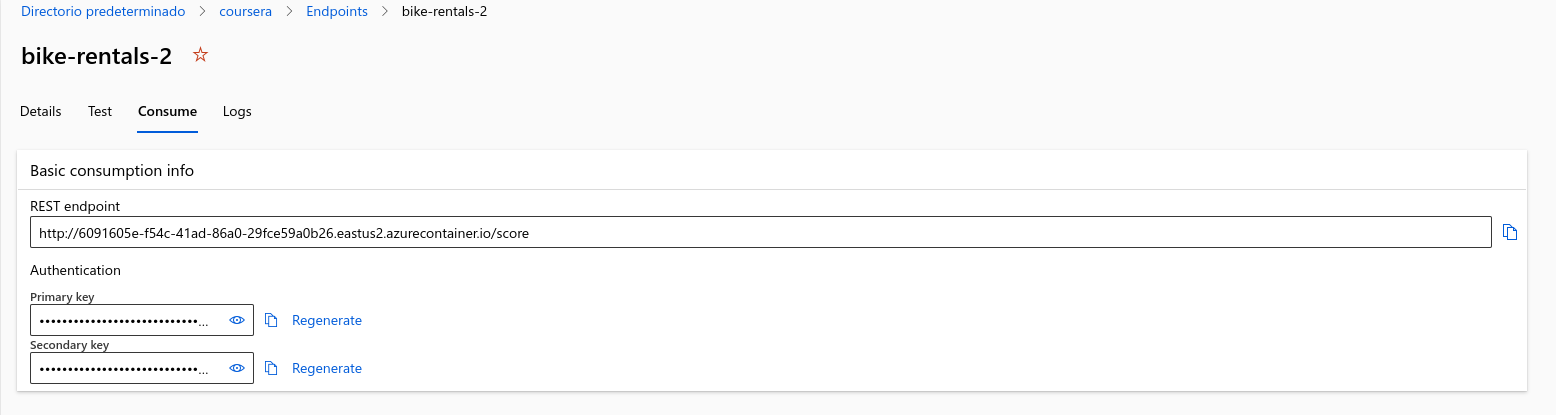 Directorio predeterminado > coursera > Endpoints > bike-rentals-2
bike-rentals-2
Details Test Consume Logs
Basic consumption info
REST endpoint
http://6091605e-f54c-41ad-86a0-29fce59a0b26.eastus2.azurecontainer.io/score
Authentication
Primary key
••••••••••••••••••••••••••••... Regenerate
Secondary key
••••••••••••••••••••••••••••... Regenerate